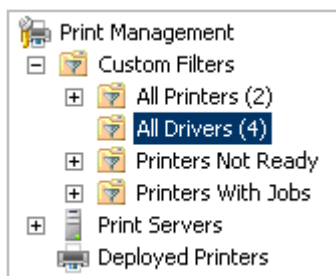 Print Management
Custom Filters
All Printers (2)
All Drivers (4)
Printers Not Ready
Printers With Jobs
Print Servers
Deployed Printers